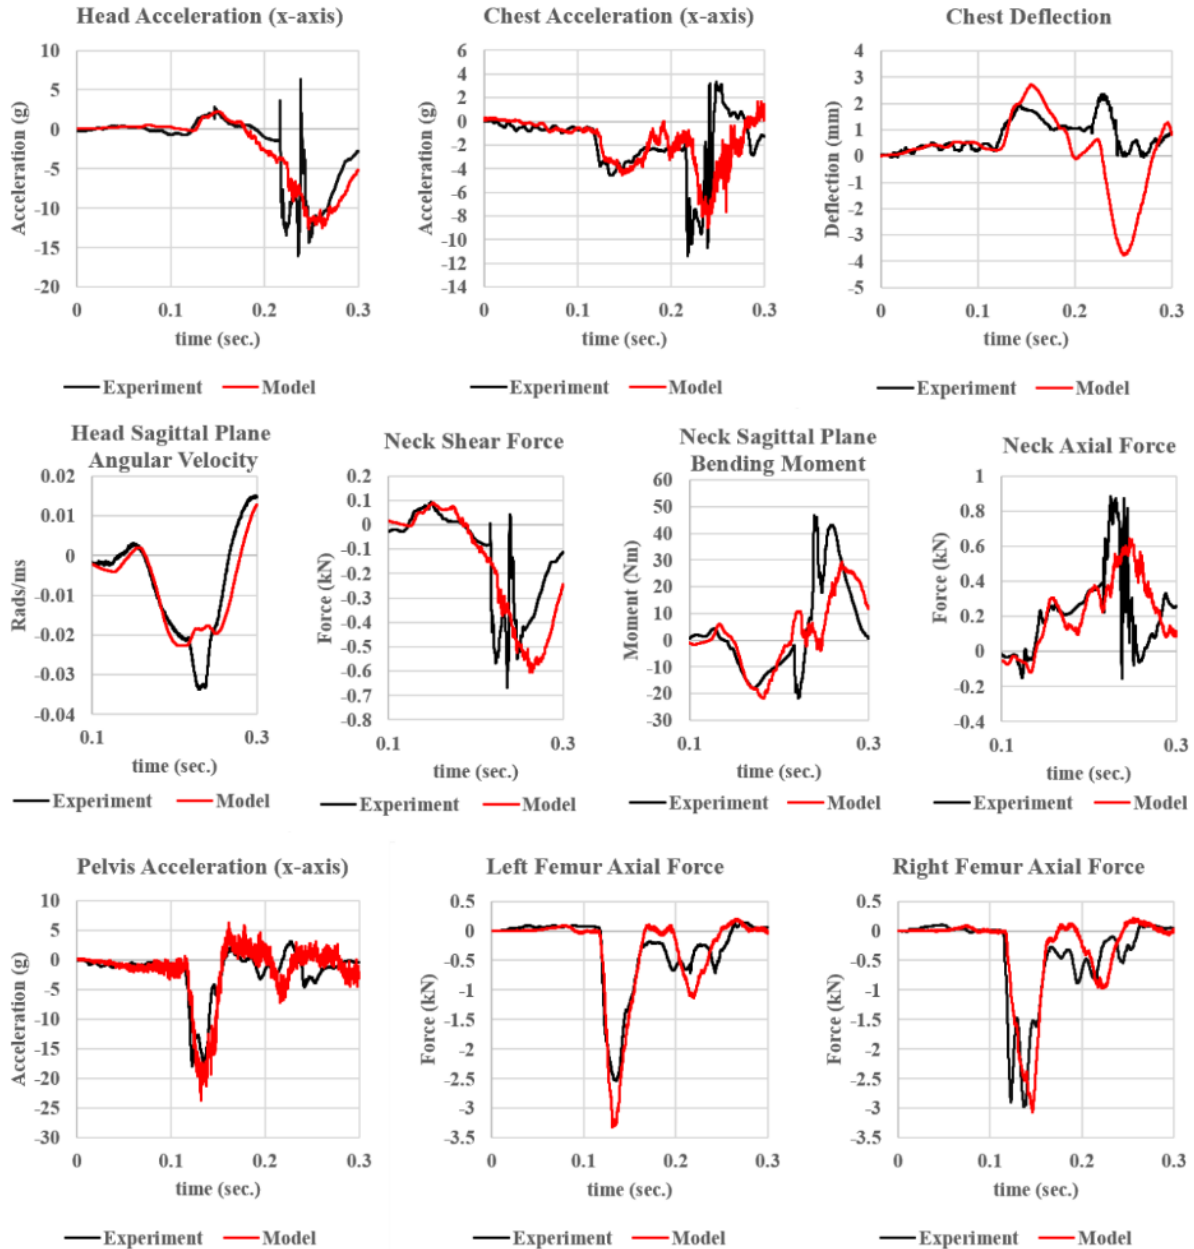 Head Acceleration (x-axis)
Acceleration (g)
10
5
0
-5
-10
-15
-20
0 0.1 0.2 0.3
time (sec.)
Experiment Model
Chest Acceleration (x-axis)
Acceleration (g)
6
4
2
0
-2
-4
-6
-8
-10
-12
-14
0 0.1 0.2 0.3
time (sec.)
Experiment Model
Chest Deflection
Deflection (mm)
4
3
2
1
0
-1
-2
-3
-4
-5
0 0.1 0.2 0.3
time (sec.)
Experiment Model
Head Sagittal Plane
Angular Velocity
Rads/ms
0.02
0.01
0
-0.01
-0.02
-0.03
-0.04
0.1 0.3
time (sec.)
Experiment Model
Neck Shear Force
Force (kN)
0.2
0.1
0
-0.1
-0.2
-0.3
-0.4
-0.5
-0.6
-0.7
-0.8
0.1 0.3
time (sec.)
Experiment Model
Neck Sagittal Plane
Bending Moment
Moment (Nm)
60
50
40
30
20
10
0
-10
-20
-30
0.1 0.3
time (sec.)
Experiment Model
Neck Axial Force
Force (kN)
1
0.8
0.6
0.4
0.2
0
-0.2
-0.4
0.1 0.3
time (sec.)
Experiment Model
Pelvis Acceleration (x-axis)
Acceleration (g)
10
5
0
-5
-10
-15
-20
-25
-30
0 0.1 0.2 0.3
time (sec.)
Experiment Model
Left Femur Axial Force
Force (kN)
0.5
0
-0.5
-1
-1.5
-2
-2.5
-3
-3.5
0 0.1 0.2 0.3
time (sec.)
Experiment Model
Right Femur Axial Force
Force (kN)
0.5
0
-0.5
-1
-1.5
-2
-2.5
-3
-3.5
0 0.1 0.2 0.3
time (sec.)
Experiment Model